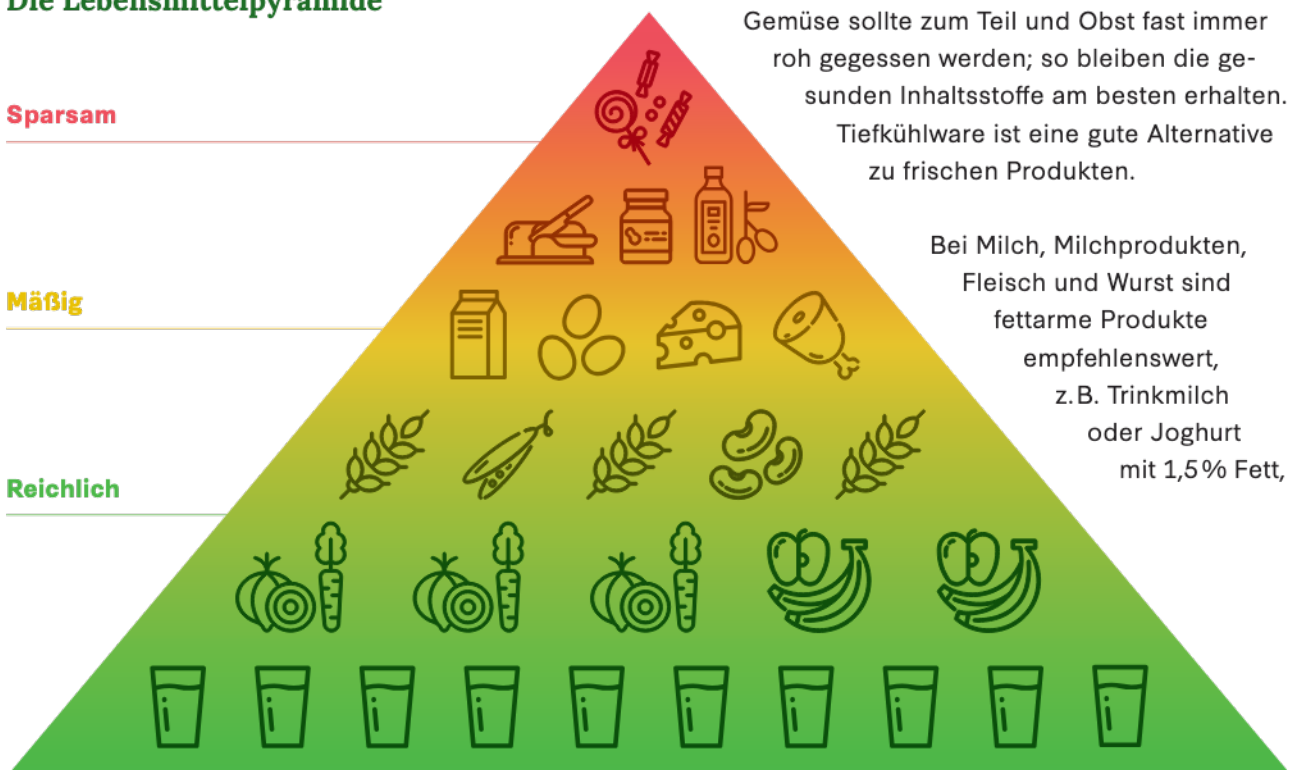 Die Lebensmittelpyramide
Sparsam
Mäßig
Reichlich
Gemüse sollte zum Teil und Obst fast immer
roh gegessen werden; so bleiben die ge-
sunden Inhaltsstoffe am besten erhalten.
Tiefkühlware ist eine gute Alternative
zu frischen Produkten.
Bei Milch, Milchprodukten,
Fleisch und Wurst sind
fettarme Produkte
empfehlenswert,
z.B. Trinkmilch
oder Joghurt
mit 1,5% Fett,